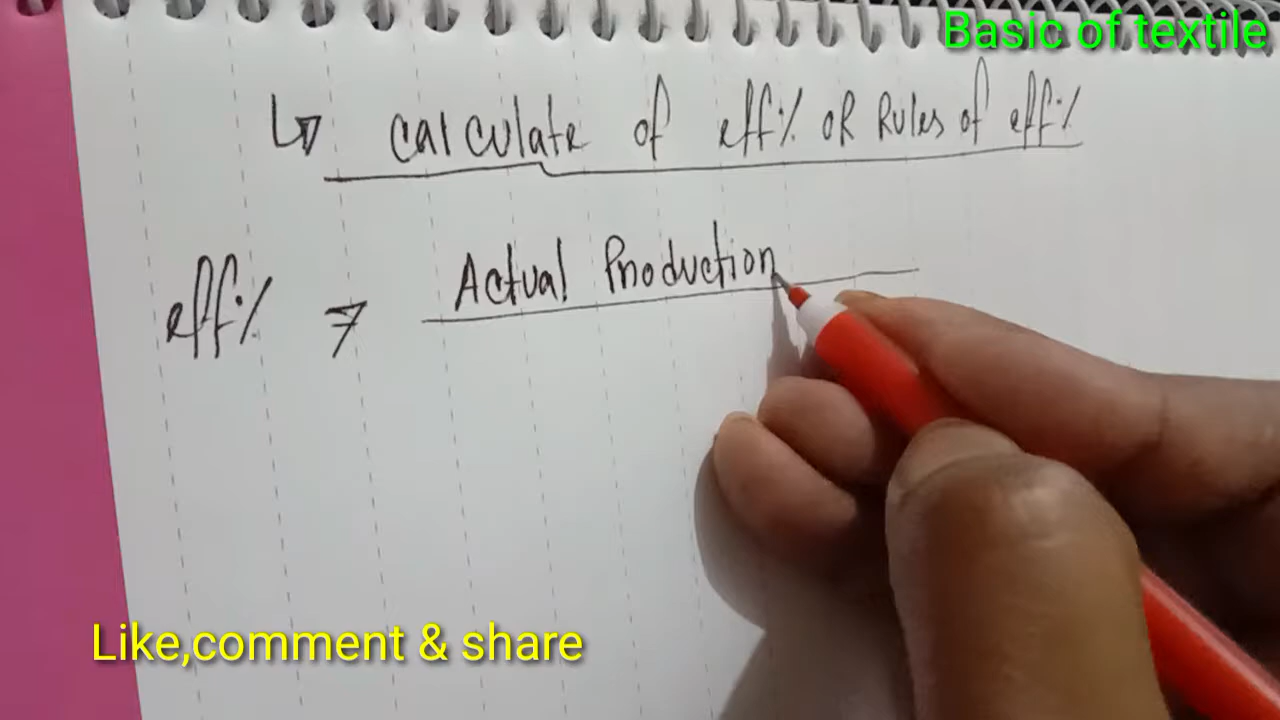 Basic of textile
calculate of eff% OR Rules of eff%
eff% ⇒ Actual Production
Like,comment & share